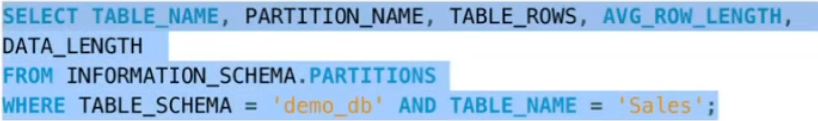 SELECT TABLE_NAME, PARTITION_NAME, TABLE_ROWS, AVG_ROW_LENGTH,
DATA_LENGTH
FROM INFORMATION_SCHEMA.PARTITIONS
WHERE TABLE_SCHEMA = 'demo_db' AND TABLE_NAME = 'Sales';